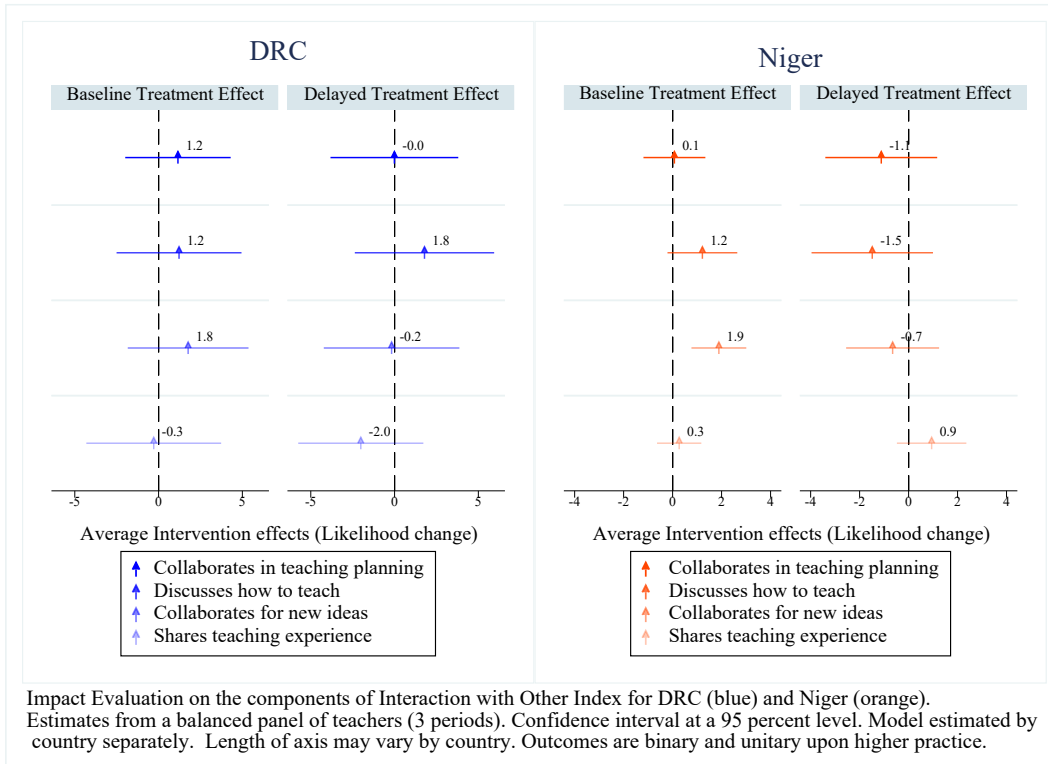 DRC
Baseline Treatment Effect
Delayed Treatment Effect
1.2
-0.0
1.2
1.8
1.8
-0.2
-0.3
-2.0
-5 0 5
-5 0 5
Average Intervention effects (Likelihood change)
Collaborates in teaching planning
Discusses how to teach
Collaborates for new ideas
Shares teaching experience
Niger
Baseline Treatment Effect
Delayed Treatment Effect
0.1
-1.1
1.2
-1.5
1.9
-0.7
0.3
0.9
-4 -2 0 2 4
-4 -2 0 2 4
Average Intervention effects (Likelihood change)
Collaborates in teaching planning
Discusses how to teach
Collaborates for new ideas
Shares teaching experience
Impact Evaluation on the components of Interaction with Other Index for DRC (blue) and Niger (orange).
Estimates from a balanced panel of teachers (3 periods). Confidence interval at a 95 percent level. Model estimated by
country separately. Length of axis may vary by country. Outcomes are binary and unitary upon higher practice.